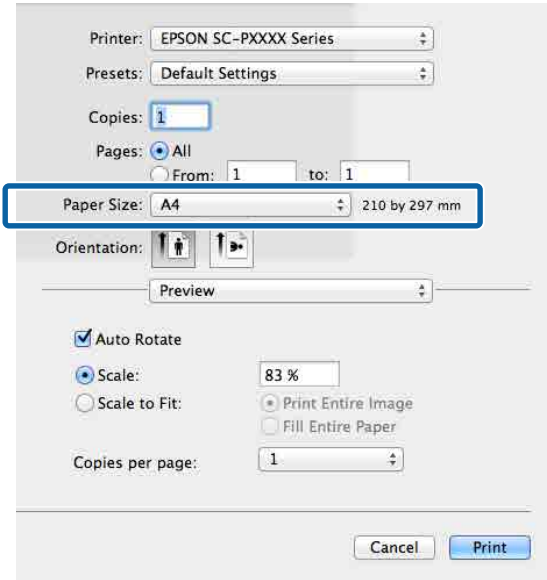 Printer: EPSON SC-PXXXX Series
Presets: Default Settings
Copies: 1
Pages: All
From: 1 to: 1
Paper Size: A4 210 by 297 mm
Orientation:
Preview
Auto Rotate
Scale: 83 %
Scale to Fit: Print Entire Image
Fill Entire Paper
Copies per page: 1
Cancel Print